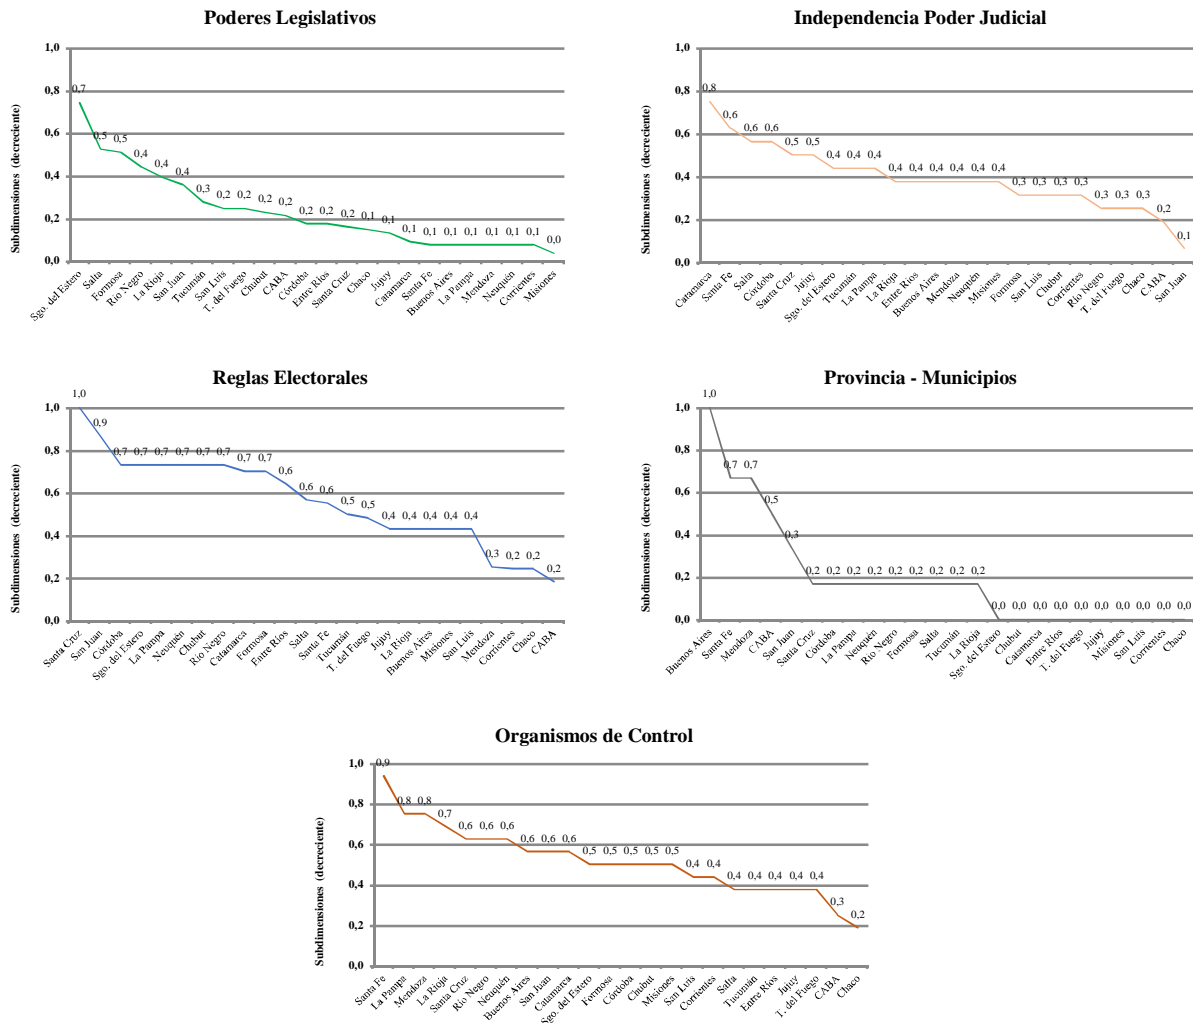 Poderes Legislativos
Subdimensiones (decreciente)
1,0
0,8
0,6
0,4
0,2
0,0
0,7 0,5 0,5 0,4 0,4 0,4 0,3 0,2 0,2 0,2 0,2 0,2 0,2 0,2 0,1 0,1 0,1 0,1 0,1 0,1 0,1 0,1 0,1 0,0
Sgo. del Estero
Salta
Formosa
Río Negro
La Rioja
San Juan
Tucumán
San Luis
T. del Fuego
Chubut
CABA
Córdoba
Entre Ríos
Santa Cruz
Chaco
Jujuy
Catamarca
Santa Fe
Buenos Aires
La Pampa
Mendoza
Neuquén
Corrientes
Misiones
Independencia Poder Judicial
Subdimensiones (decreciente)
1,0
0,8
0,6
0,4
0,2
0,0
0,8 0,6 0,6 0,6 0,5 0,5 0,4 0,4 0,4 0,4 0,4 0,4 0,4 0,4 0,4 0,3 0,3 0,3 0,3 0,3 0,3 0,3 0,2 0,1
Catamarca
Santa Fe
Salta
Córdoba
Santa Cruz
Jujuy
Sgo. del Estero
Tucumán
La Pampa
La Rioja
Entre Ríos
Buenos Aires
Mendoza
Neuquén
Misiones
Formosa
San Luis
Chubut
Corrientes
Río Negro
T. del Fuego
Chaco
CABA
San Juan
Reglas Electorales
Subdimensiones (decreciente)
1,0
0,8
0,6
0,4
0,2
0,0
1,0 0,9 0,7 0,7 0,7 0,7 0,7 0,7 0,7 0,7 0,6 0,6 0,6 0,5 0,5 0,4 0,4 0,4 0,4 0,4 0,3 0,2 0,2 0,2
Santa Cruz
San Juan
Córdoba
Sgo. del Estero
La Pampa
Neuquén
Chubut
Río Negro
Catamarca
Formosa
Entre Ríos
Salta
Santa Fe
Tucumán
T. del Fuego
Jujuy
La Rioja
Buenos Aires
Misiones
San Luis
Mendoza
Corrientes
Chaco
CABA
Provincia - Municipios
Subdimensiones (decreciente)
1,0
0,8
0,6
0,4
0,2
0,0
1,0 0,7 0,7 0,5 0,3 0,2 0,2 0,2 0,2 0,2 0,2 0,2 0,2 0,2 0,0 0,0 0,0 0,0 0,0 0,0 0,0 0,0 0,0 0,0
Buenos Aires
Santa Fe
Mendoza
CABA
San Juan
Santa Cruz
Córdoba
La Pampa
Neuquén
Río Negro
Formosa
Salta
Tucumán
La Rioja
Sgo. del Estero
Chubut
Catamarca
Entre Ríos
T. del Fuego
Jujuy
Misiones
San Luis
Corrientes
Chaco
Organismos de Control
Subdimensiones (decreciente)
1,0
0,8
0,6
0,4
0,2
0,0
0,9 0,8 0,8 0,7 0,6 0,6 0,6 0,6 0,6 0,6 0,5 0,5 0,5 0,5 0,5 0,4 0,4 0,4 0,4 0,4 0,4 0,4 0,3 0,2
Santa Fe
La Pampa
Mendoza
La Rioja
Santa Cruz
Río Negro
Neuquén
Buenos Aires
San Juan
Catamarca
Sgo. del Estero
Formosa
Córdoba
Chubut
Misiones
San Luis
Corrientes
Salta
Tucumán
Entre Ríos
Jujuy
T. del Fuego
CABA
Chaco